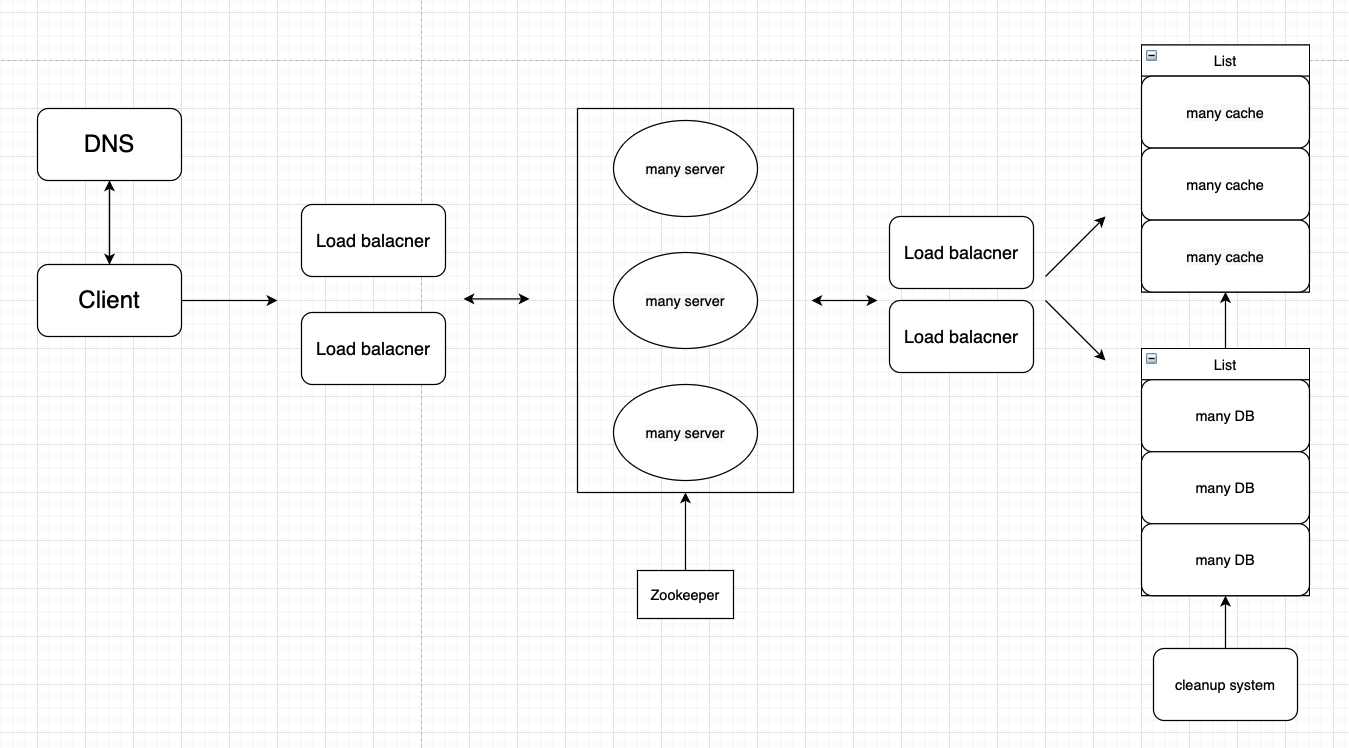 DNS
Client
Load balacner
Load balacner
many server
many server
many server
Zookeeper
Load balacner
Load balacner
List
many cache
many cache
many cache
List
many DB
many DB
many DB
cleanup system